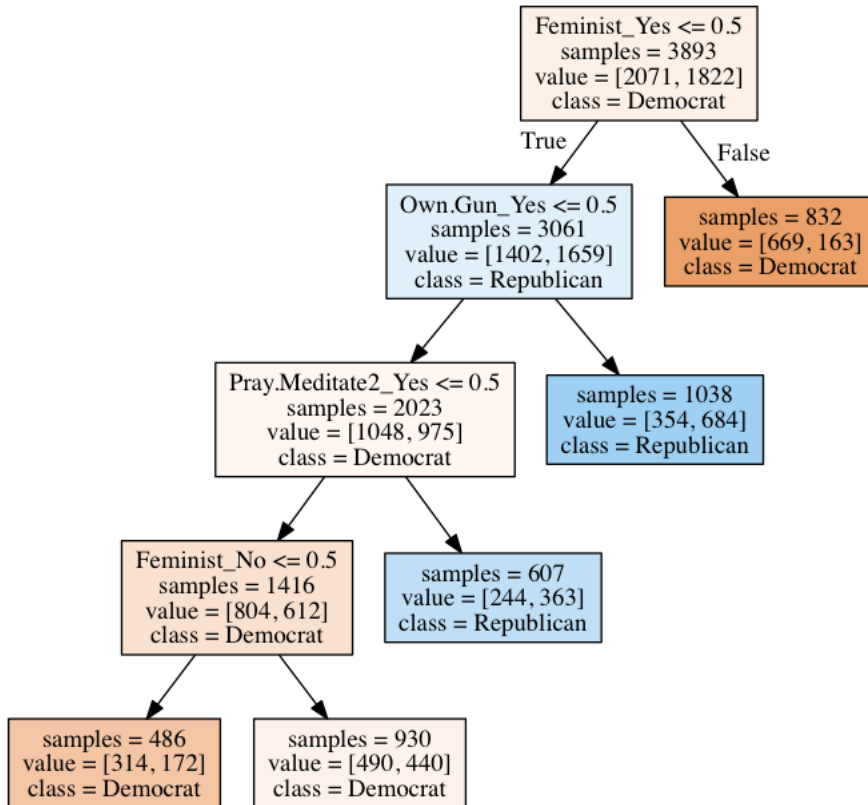 Feminist_Yes <= 0.5
samples = 3893
value = [2071, 1822]
class = Democrat
True
False
Own.Gun_Yes <= 0.5
samples = 3061
value = [1402, 1659]
class = Republican
samples = 832
value = [669, 163]
class = Democrat
Pray.Meditate2_Yes <= 0.5
samples = 2023
value = [1048, 975]
class = Democrat
samples = 1038
value = [354, 684]
class = Republican
Feminist_No <= 0.5
samples = 1416
value = [804, 612]
class = Democrat
samples = 607
value = [244, 363]
class = Republican
samples = 486
value = [314, 172]
class = Democrat
samples = 930
value = [490, 440]
class = Democrat